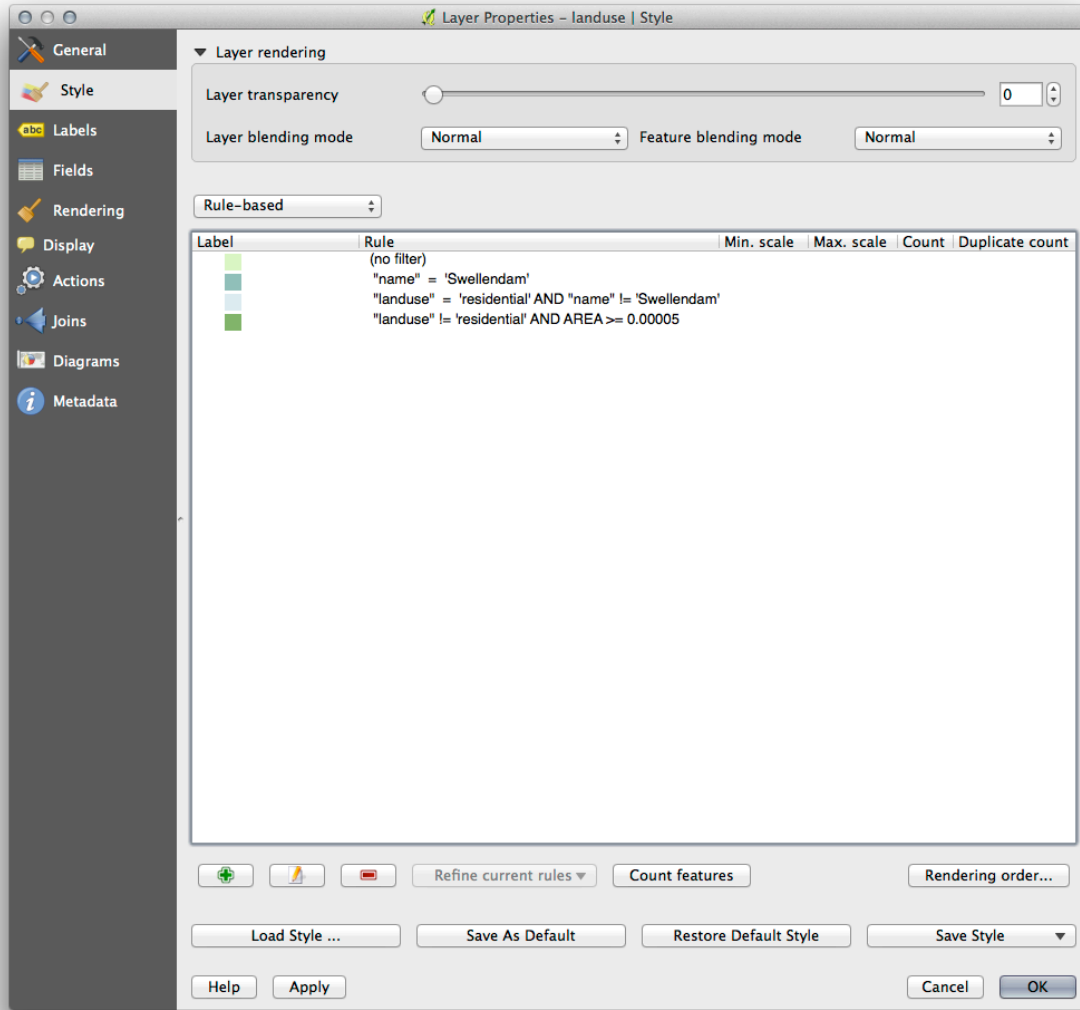 Layer Properties - landuse | Style
General
Style
abc Labels
Fields
Rendering
Display
Actions
Joins
Diagrams
i Metadata
Layer rendering
Layer transparency 0
Layer blending mode Normal Feature blending mode Normal
Rule-based
Label Rule Min. scale Max. scale Count Duplicate count
(no filter)
"name" = 'Swellendam'
"landuse" = 'residential' AND "name" != 'Swellendam'
"landuse" != 'residential' AND AREA >= 0.00005
Refine current rules Count features Rendering order...
Load Style ... Save As Default Restore Default Style Save Style
Help Apply Cancel OK